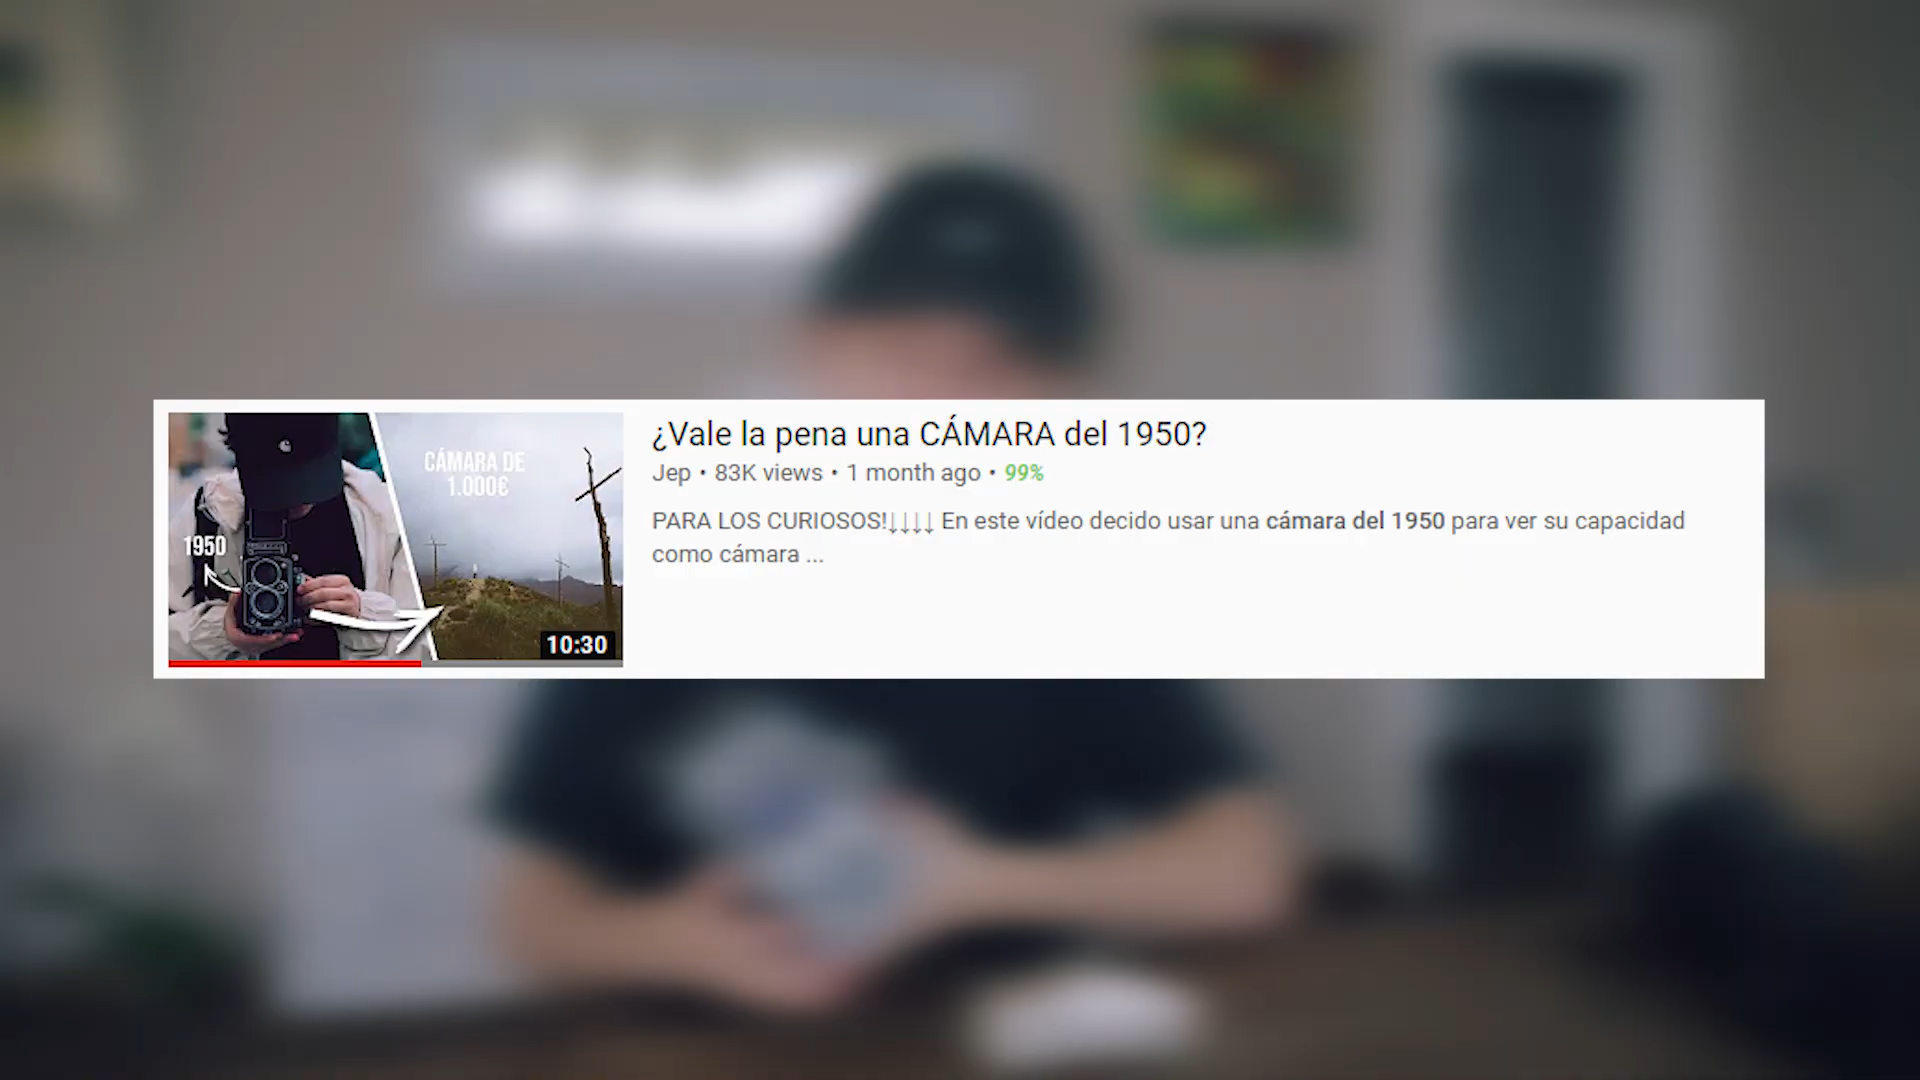 ¿Vale la pena una CÁMARA del 1950?
Jep • 83K views • 1 month ago • 99%
PARA LOS CURIOSOS!↓↓↓↓ En este vídeo decido usar una cámara del 1950 para ver su capacidad
como cámara ...
CÁMARA DE
1.000€
1950
10:30